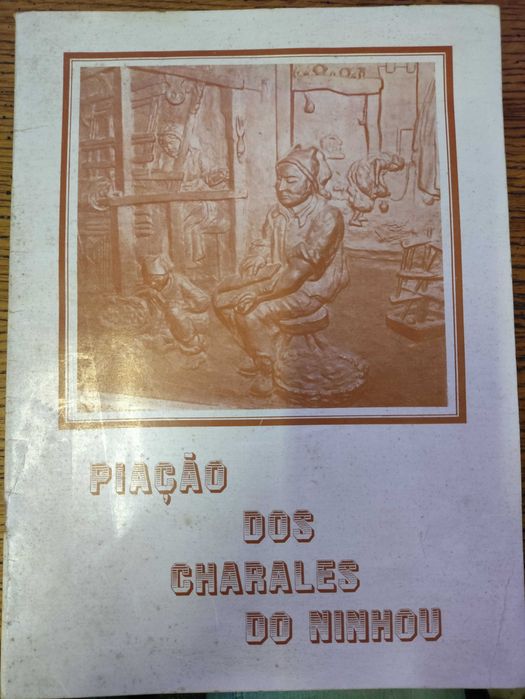 PIAÇÃO
DOS
CHARALES
DO NINHOU